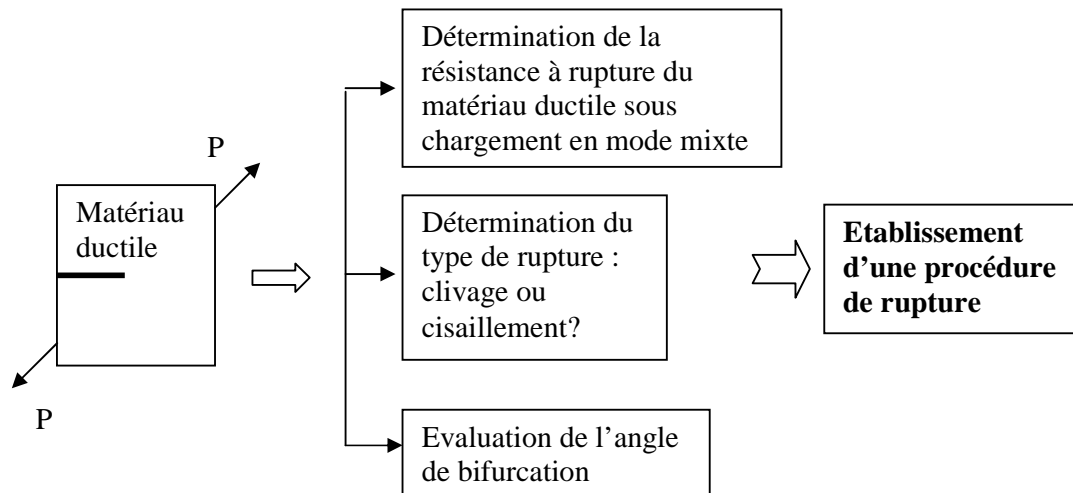 Détermination de la
résistance à rupture du
matériau ductile sous
chargement en mode mixte
P
Matériau
ductile
Détermination du
type de rupture :
clivage ou
cisaillement?
Etablissement
d’une procédure
de rupture
P
Evaluation de l’angle
de bifurcation